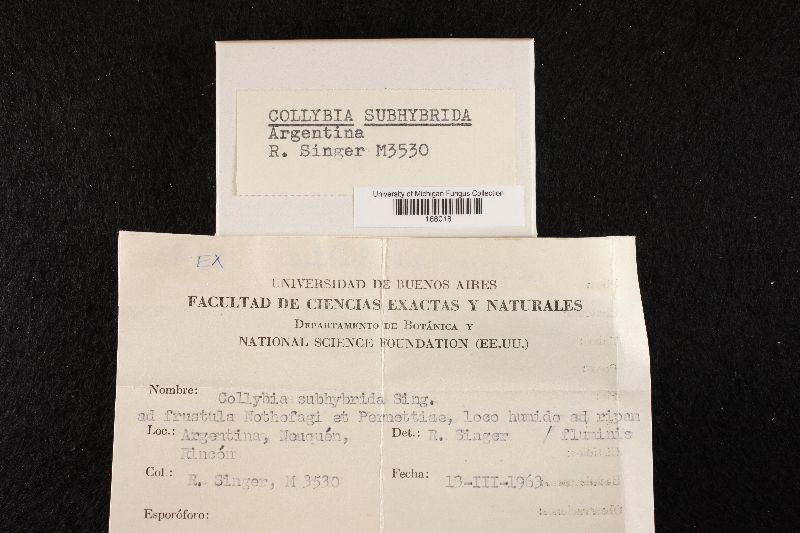 COLLYBIA SUBHYBRIDA
Argentina
R. Singer M3530
University of Michigan Fungus Collection
168018
EX
UNIVERSIDAD DE BUENOS AIRES
FACULTAD DE CIENCIAS EXACTAS Y NATURALES
DEPARTAMENTO DE BOTÁNICA Y
NATIONAL SCIENCE FOUNDATION (EE.UU.)
Nombre: Collybia subhybrida Sing.
ad frustula Nothofagi et Pernettiae, loco humido ad ripam
Loc.: Argentina, Neuquén, Det.: R. Singer / fluminis
Rincón
Col.: R. Singer, M 3530 Fecha: 13-III-1963.
Esporóforo: